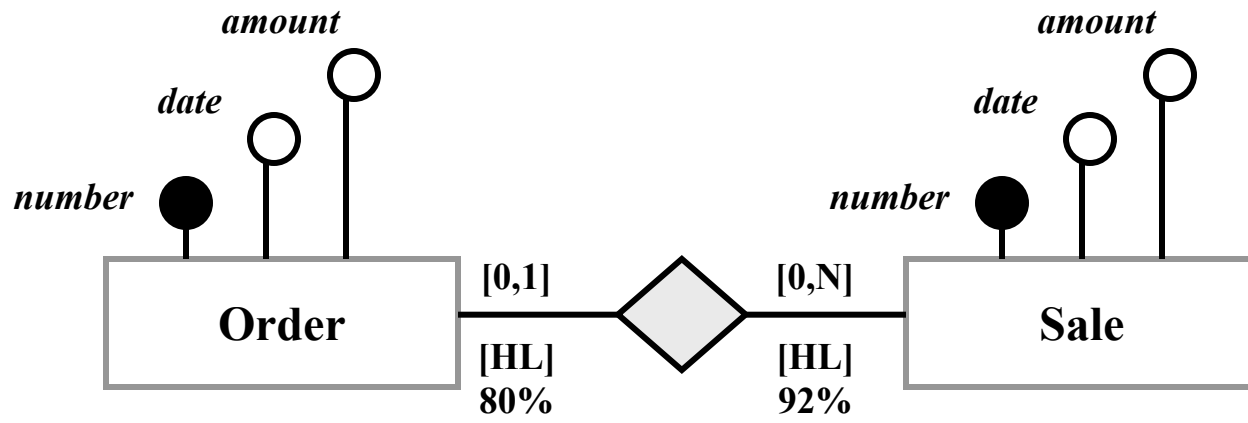 amount
amount
date
date
number
number
[0,1]
[0,N]
Order
Sale
[HL]
[HL]
80%
92%